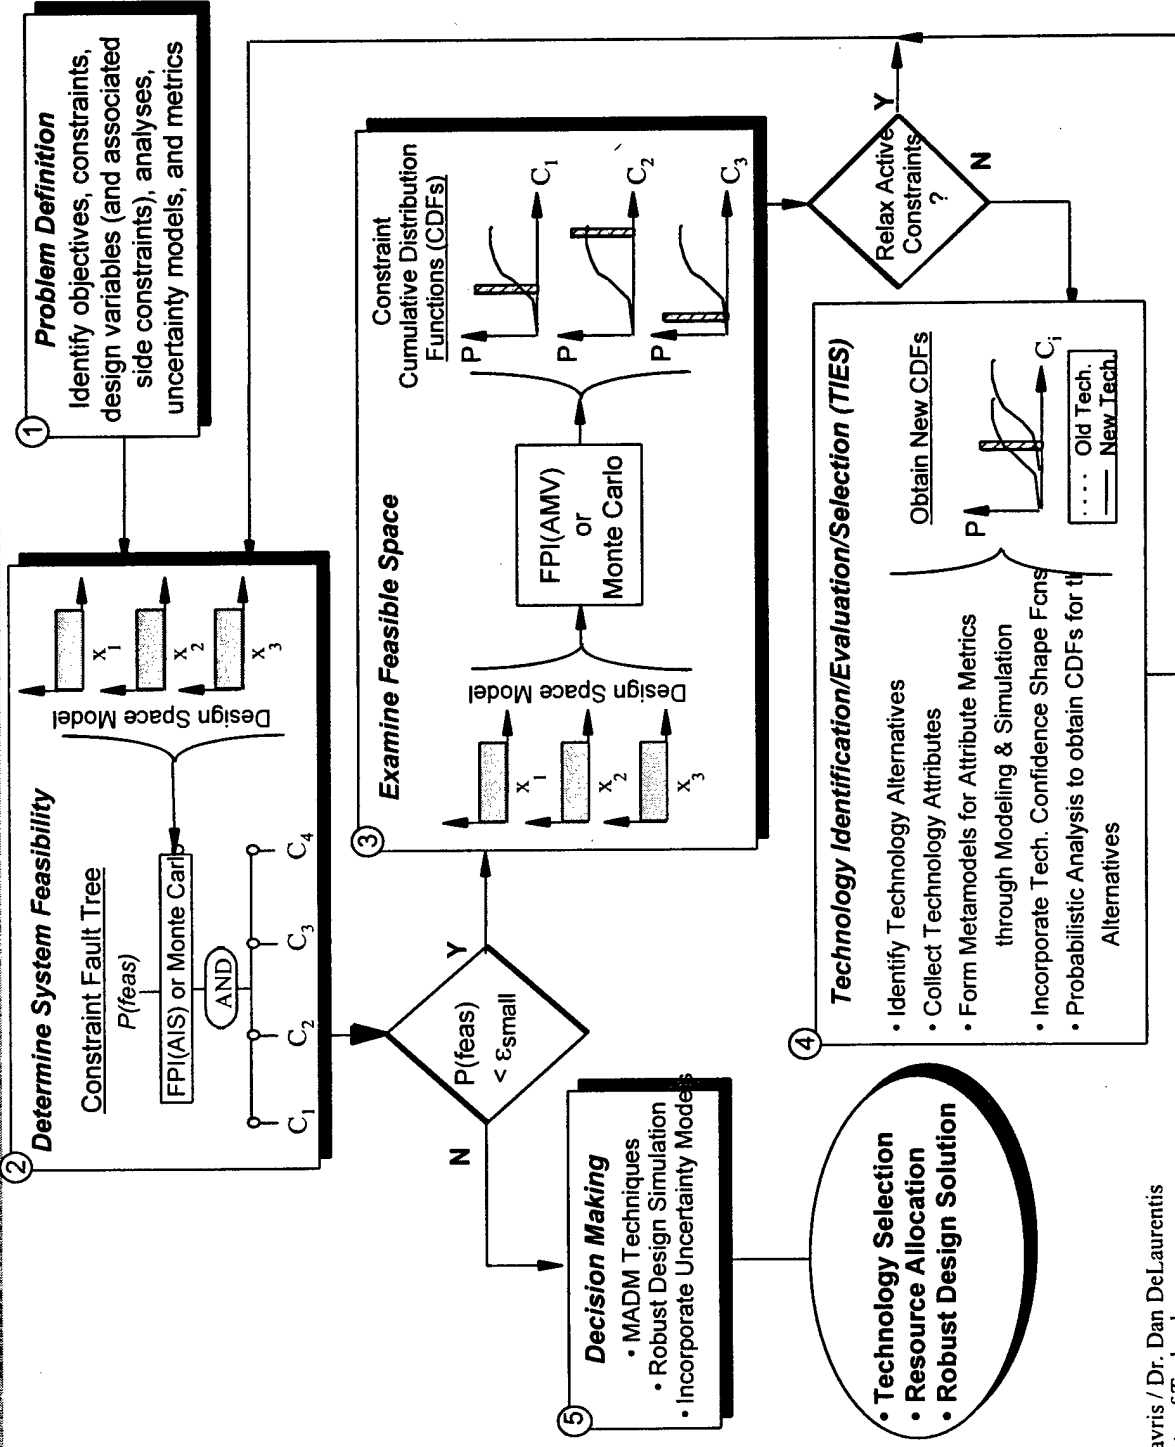 1
Problem Definition
Identify objectives, constraints,
design variables (and associated
side constraints), analyses,
uncertainty models, and metrics
2
Determine System Feasibility
Constraint Fault Tree
P(feas)
FPI(AIS) or Monte Carlo
AND
C1 C2 C3 C4
Design Space Model
x1
x2
x3
P(feas)
< εsmall
Y
N
3
Examine Feasible Space
Design Space Model
x1
x2
x3
FPI(AMV)
or
Monte Carlo
Constraint
Cumulative Distribution
Functions (CDFs)
P
C1
P
C2
P
C3
Relax Active
Constraints
?
Y
N
4
Technology Identification/Evaluation/Selection (TIES)
• Identify Technology Alternatives
• Collect Technology Attributes
• Form Metamodels for Attribute Metrics
through Modeling & Simulation
• Incorporate Tech. Confidence Shape Fcns
• Probabilistic Analysis to obtain CDFs for th
Alternatives
Obtain New CDFs
P
Ci
.... Old Tech.
— New Tech.
5
Decision Making
• MADM Techniques
• Robust Design Simulation
• Incorporate Uncertainty Models
• Technology Selection
• Resource Allocation
• Robust Design Solution
avris / Dr. Dan DeLaurentis